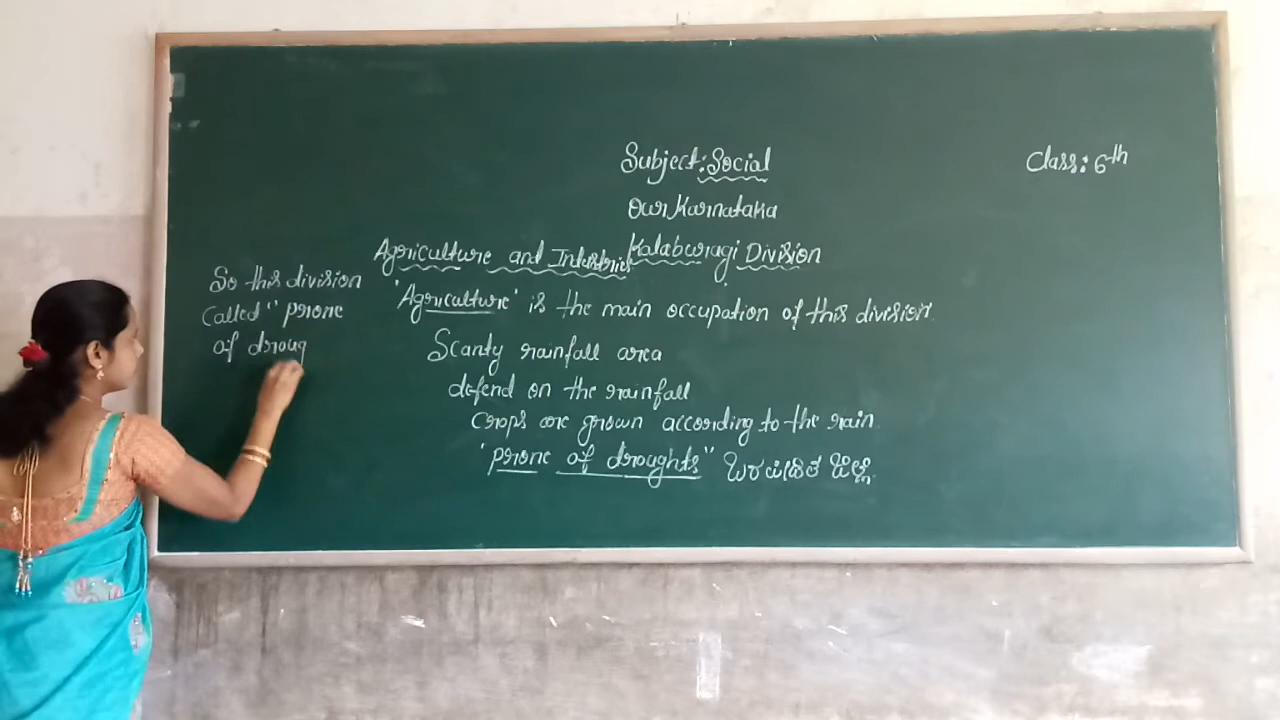 Subject: Social
Class: 6th
Our Karnataka
Kalaburagi Division
Agriculture and Industries
'Agriculture' is the main occupation of this division.
Scanty rainfall area
defend on the rainfall
Crops are grown according to the rain.
"prone of droughts" ಬರಪೀಡಿತ ಜಿಲ್ಲೆ
So this division
Called "prone
of droug